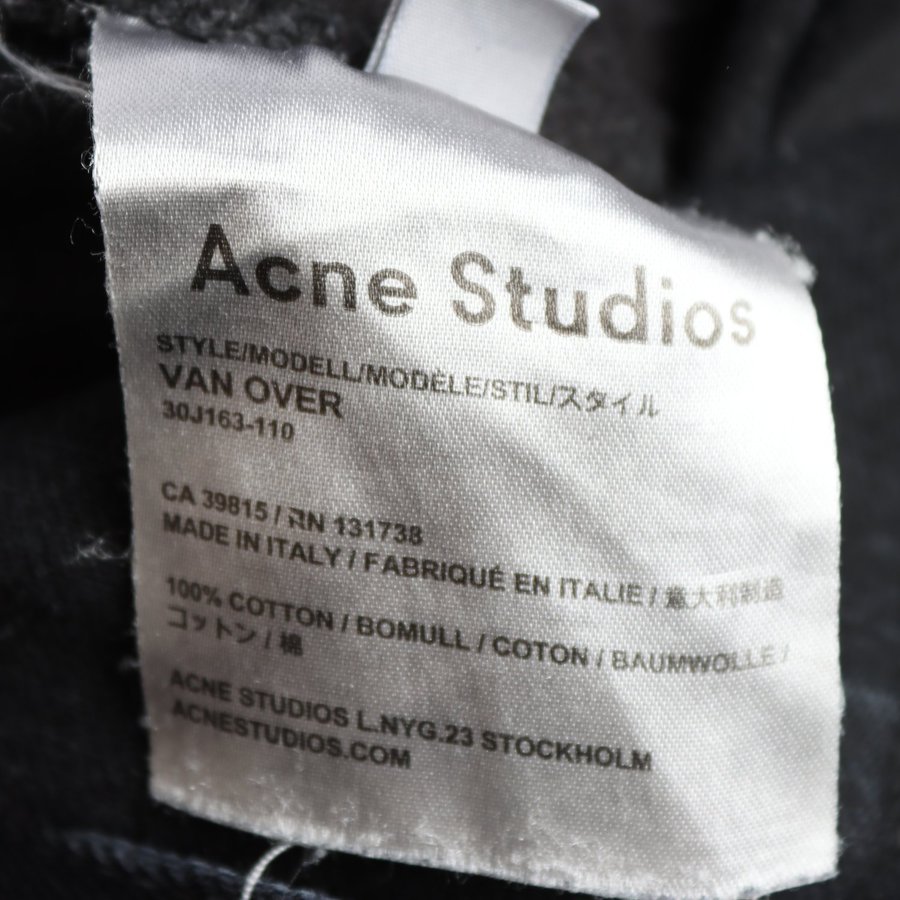 Acne Studios
STYLE/MODELL/MODÈLE/STIL/スタイル
VAN OVER
30J163-110
CA 39815 / RN 131738
MADE IN ITALY / FABRIQUÉ EN ITALIE / 意大利制造
100% COTTON / BOMULL / COTON / BAUMWOLLE /
コットン / 棉
ACNE STUDIOS L.NYG.23 STOCKHOLM
ACNESTUDIOS.COM